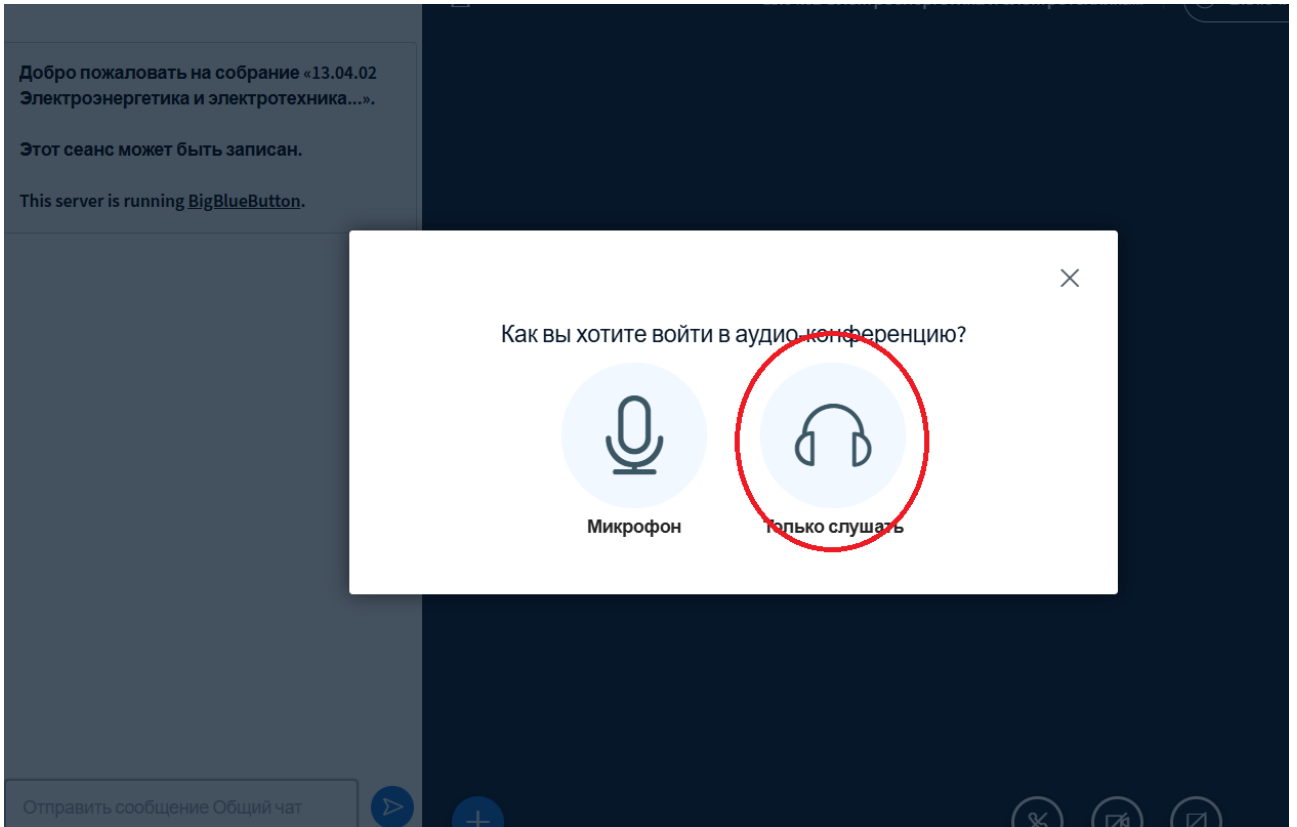 Добро пожаловать на собрание «13.04.02
Электроэнергетика и электротехника...».
Этот сеанс может быть записан.
This server is running BigBlueButton.
Как вы хотите войти в аудио-конференцию?
Микрофон
Только слушать
Отправить сообщение Общий чат